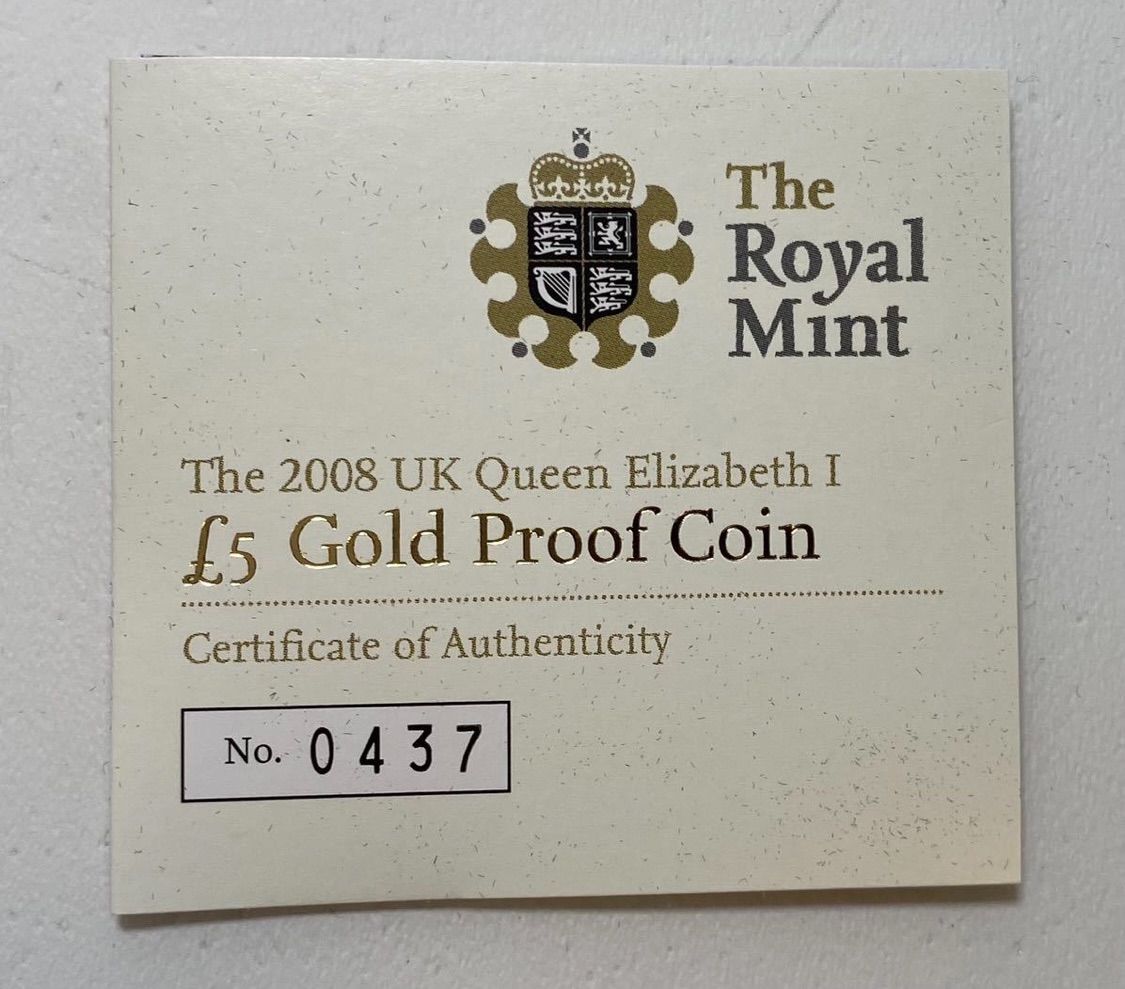 The
Royal
Mint
The 2008 UK Queen Elizabeth I
£5 Gold Proof Coin
Certificate of Authenticity
No. 0437